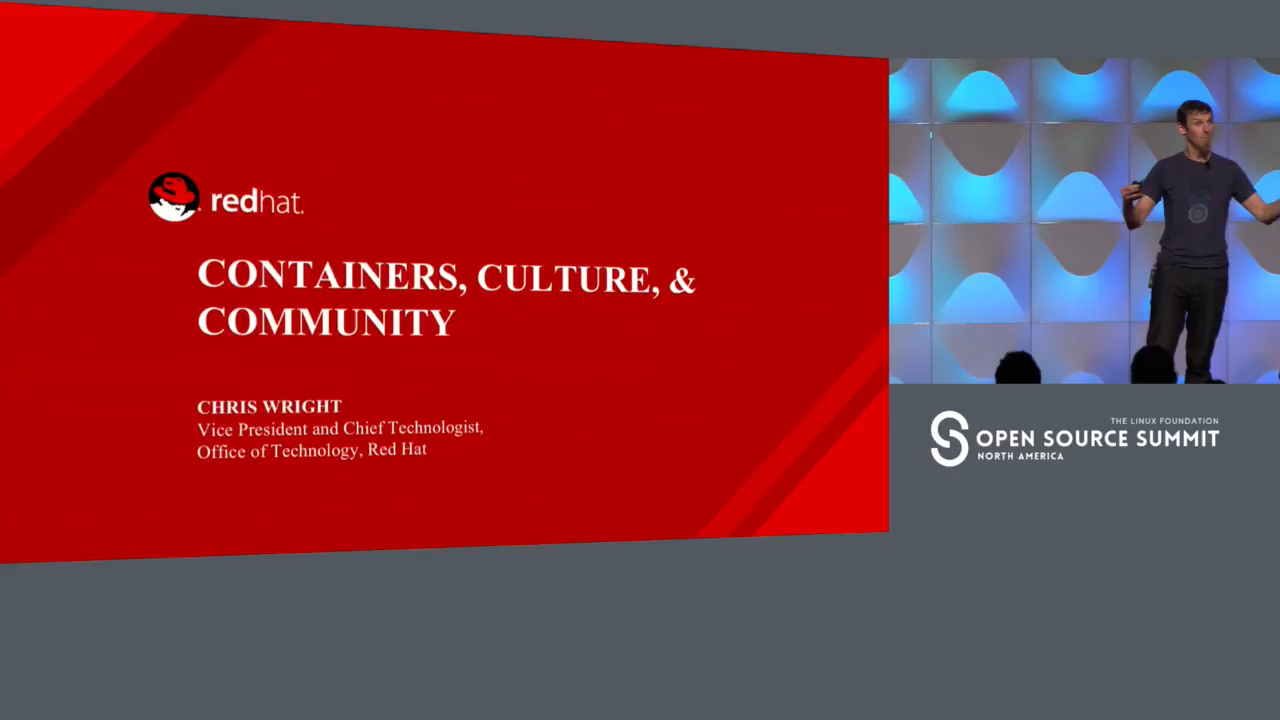 redhat.
CONTAINERS, CULTURE, &
COMMUNITY
CHRIS WRIGHT
Vice President and Chief Technologist,
Office of Technology, Red Hat
THE LINUX FOUNDATION
OPEN SOURCE SUMMIT
NORTH AMERICA